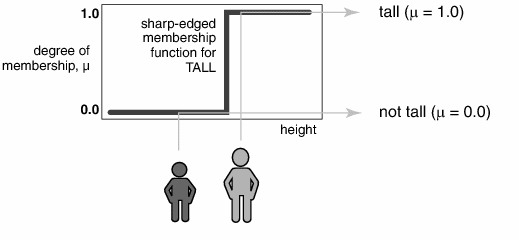 1.0
sharp-edged
membership
function for
TALL
degree of
membership, µ
0.0
height
tall (µ = 1.0)
not tall (µ = 0.0)